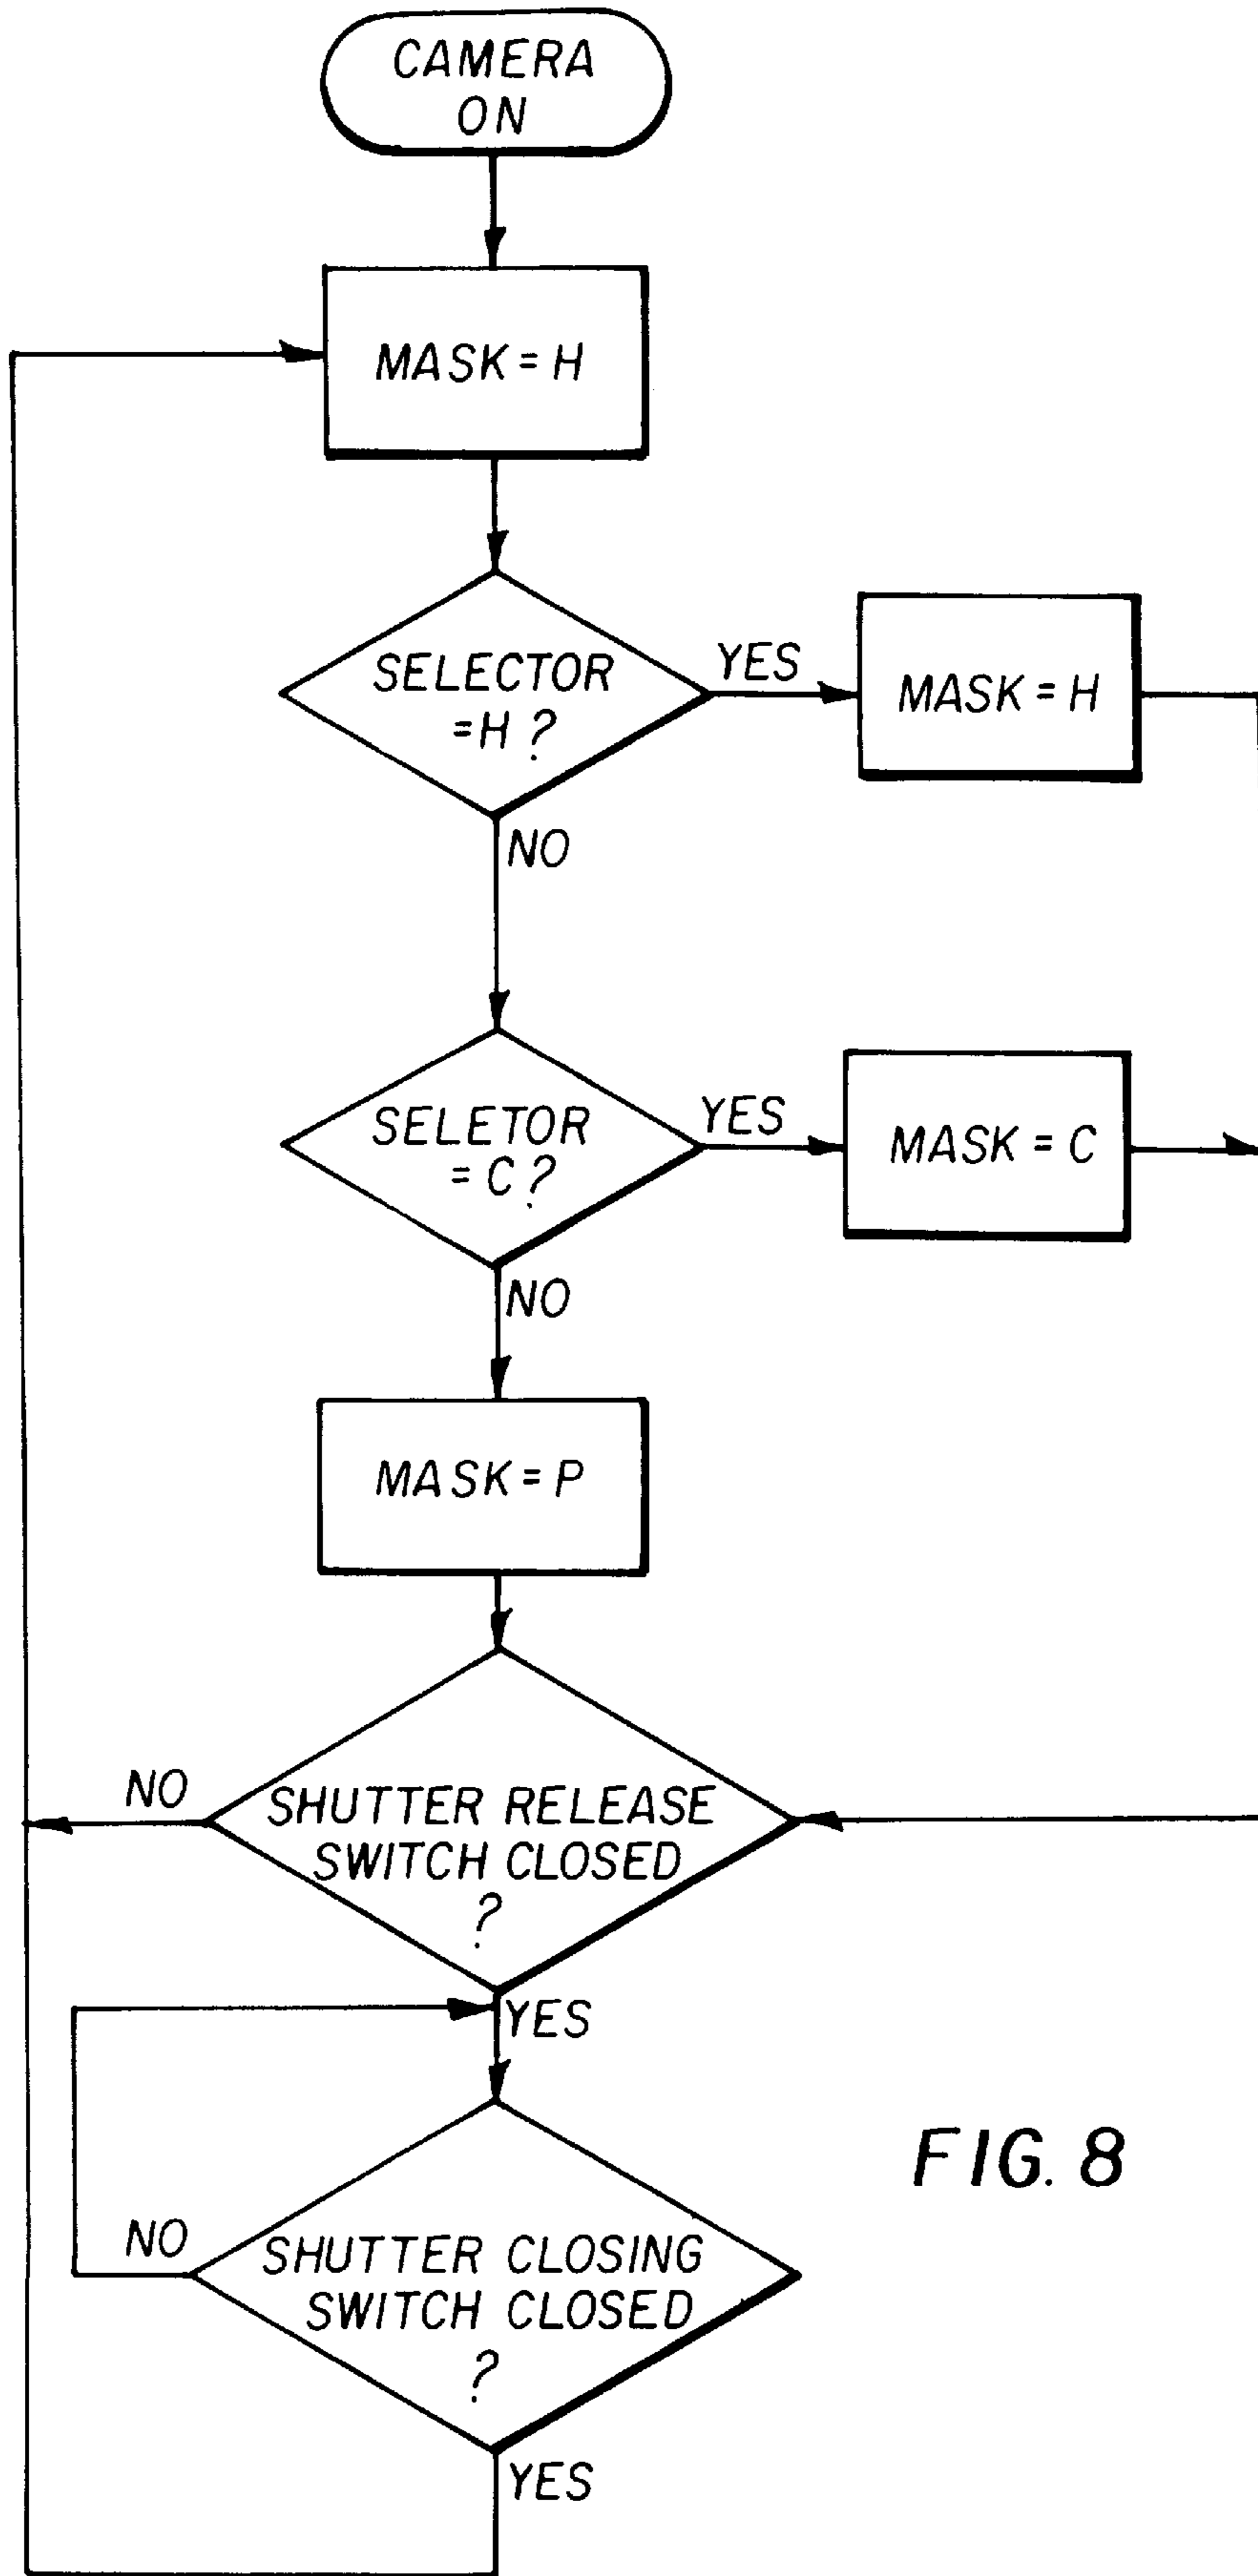 CAMERA
ON
MASK = H
SELECTOR
=H ?
YES
MASK = H
NO
SELETOR
= C ?
YES
MASK = C
NO
MASK = P
NO
SHUTTER RELEASE
SWITCH CLOSED
?
YES
NO
SHUTTER CLOSING
SWITCH CLOSED
?
YES
FIG. 8